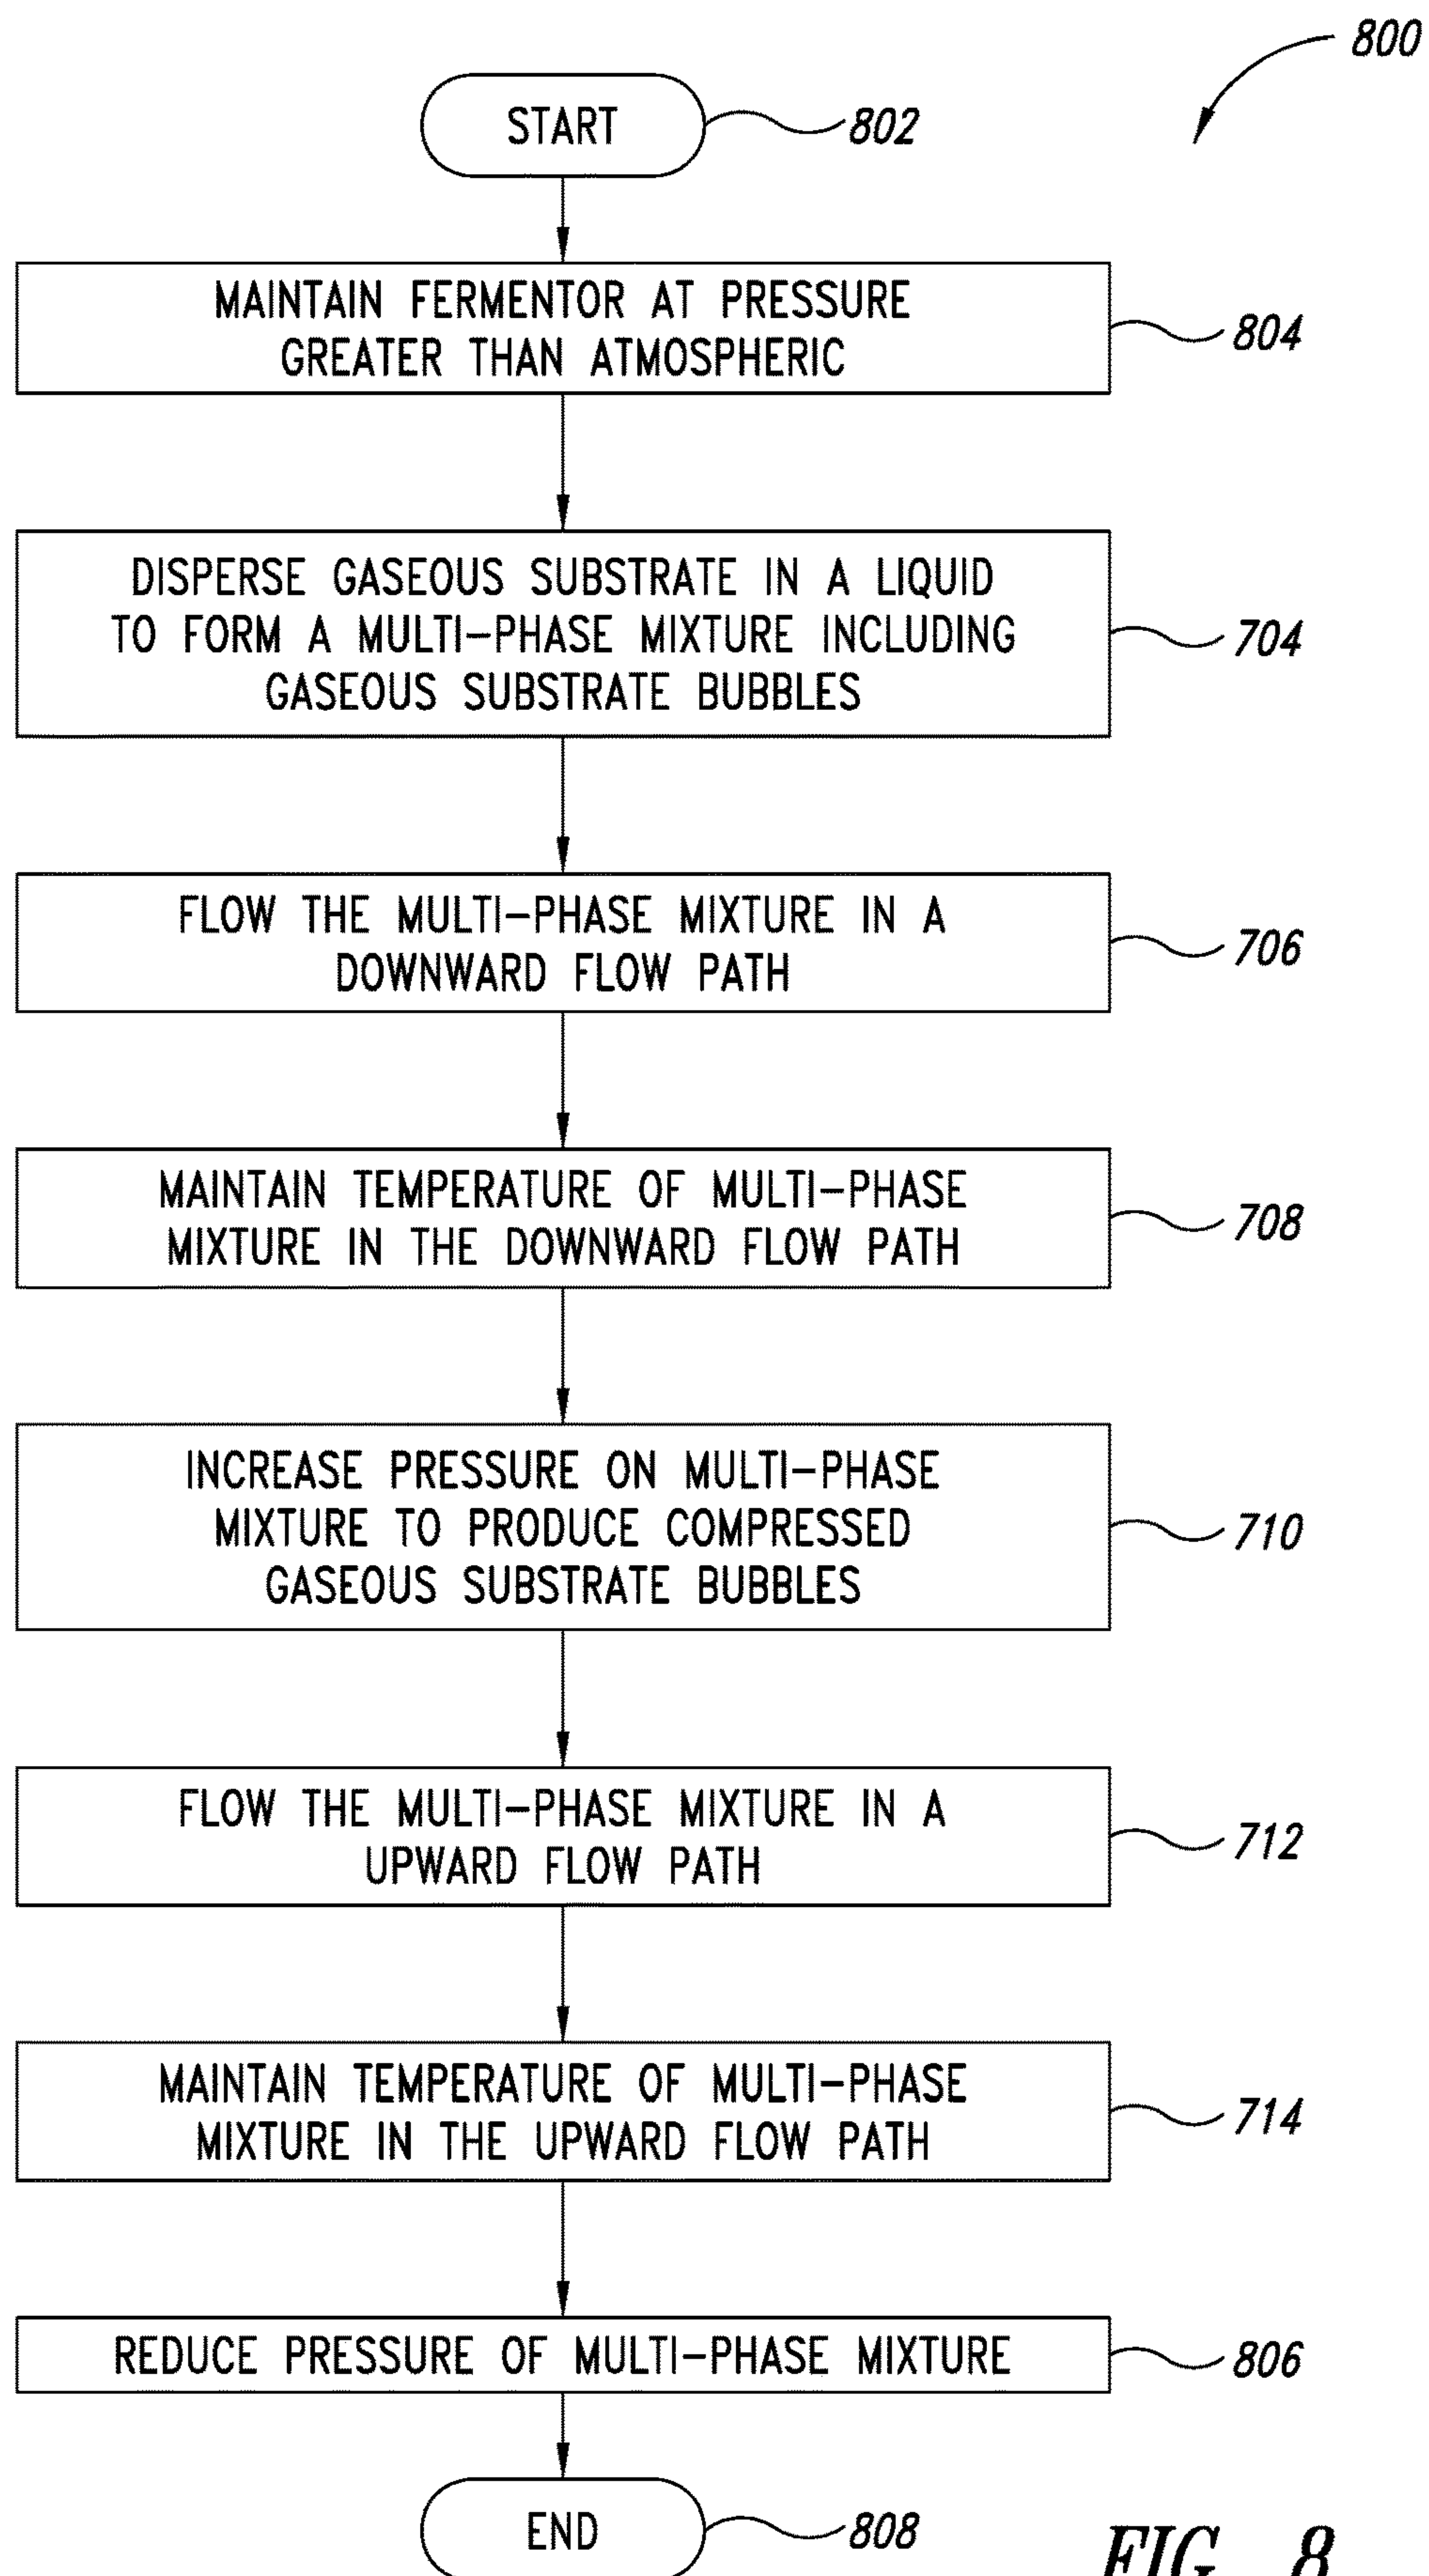 800
START
802
MAINTAIN FERMENTOR AT PRESSURE
GREATER THAN ATMOSPHERIC
804
DISPERSE GASEOUS SUBSTRATE IN A LIQUID
TO FORM A MULTI-PHASE MIXTURE INCLUDING
GASEOUS SUBSTRATE BUBBLES
704
FLOW THE MULTI-PHASE MIXTURE IN A
DOWNWARD FLOW PATH
706
MAINTAIN TEMPERATURE OF MULTI-PHASE
MIXTURE IN THE DOWNWARD FLOW PATH
708
INCREASE PRESSURE ON MULTI-PHASE
MIXTURE TO PRODUCE COMPRESSED
GASEOUS SUBSTRATE BUBBLES
710
FLOW THE MULTI-PHASE MIXTURE IN A
UPWARD FLOW PATH
712
MAINTAIN TEMPERATURE OF MULTI-PHASE
MIXTURE IN THE UPWARD FLOW PATH
714
REDUCE PRESSURE OF MULTI-PHASE MIXTURE
806
END
808
FIG. 8